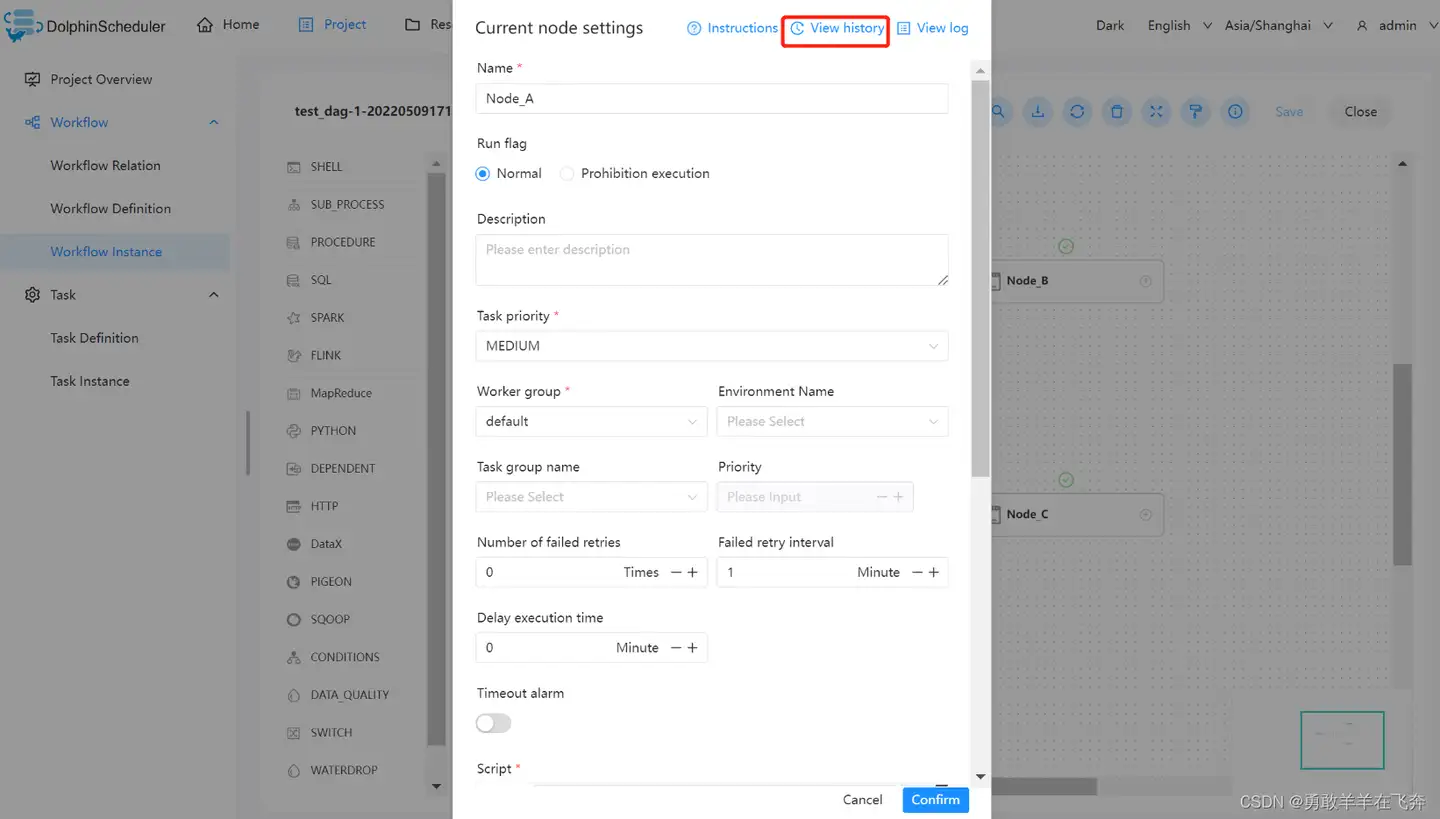 DolphinScheduler
Home
Project
Res
Dark
English
Asia/Shanghai
admin
Project Overview
Workflow
Workflow Relation
Workflow Definition
Workflow Instance
Task
Task Definition
Task Instance
test_dag-1-20220509171
SHELL
SUB_PROCESS
PROCEDURE
SQL
SPARK
FLINK
MapReduce
PYTHON
DEPENDENT
HTTP
DataX
PIGEON
SQOOP
CONDITIONS
DATA_QUALITY
SWITCH
WATERDROP
Current node settings
Instructions
View history
View log
Name *
Node_A
Run flag
Normal
Prohibition execution
Description
Please enter description
Task priority *
MEDIUM
Worker group *
Environment Name
default
Please Select
Task group name
Priority
Please Select
Please Input
Number of failed retries
Failed retry interval
0 Times
1 Minute
Delay execution time
0 Minute
Timeout alarm
Script *
Cancel
Confirm
Save
Close
Node_B
Node_C
CSDN @勇敢羊羊在飞奔